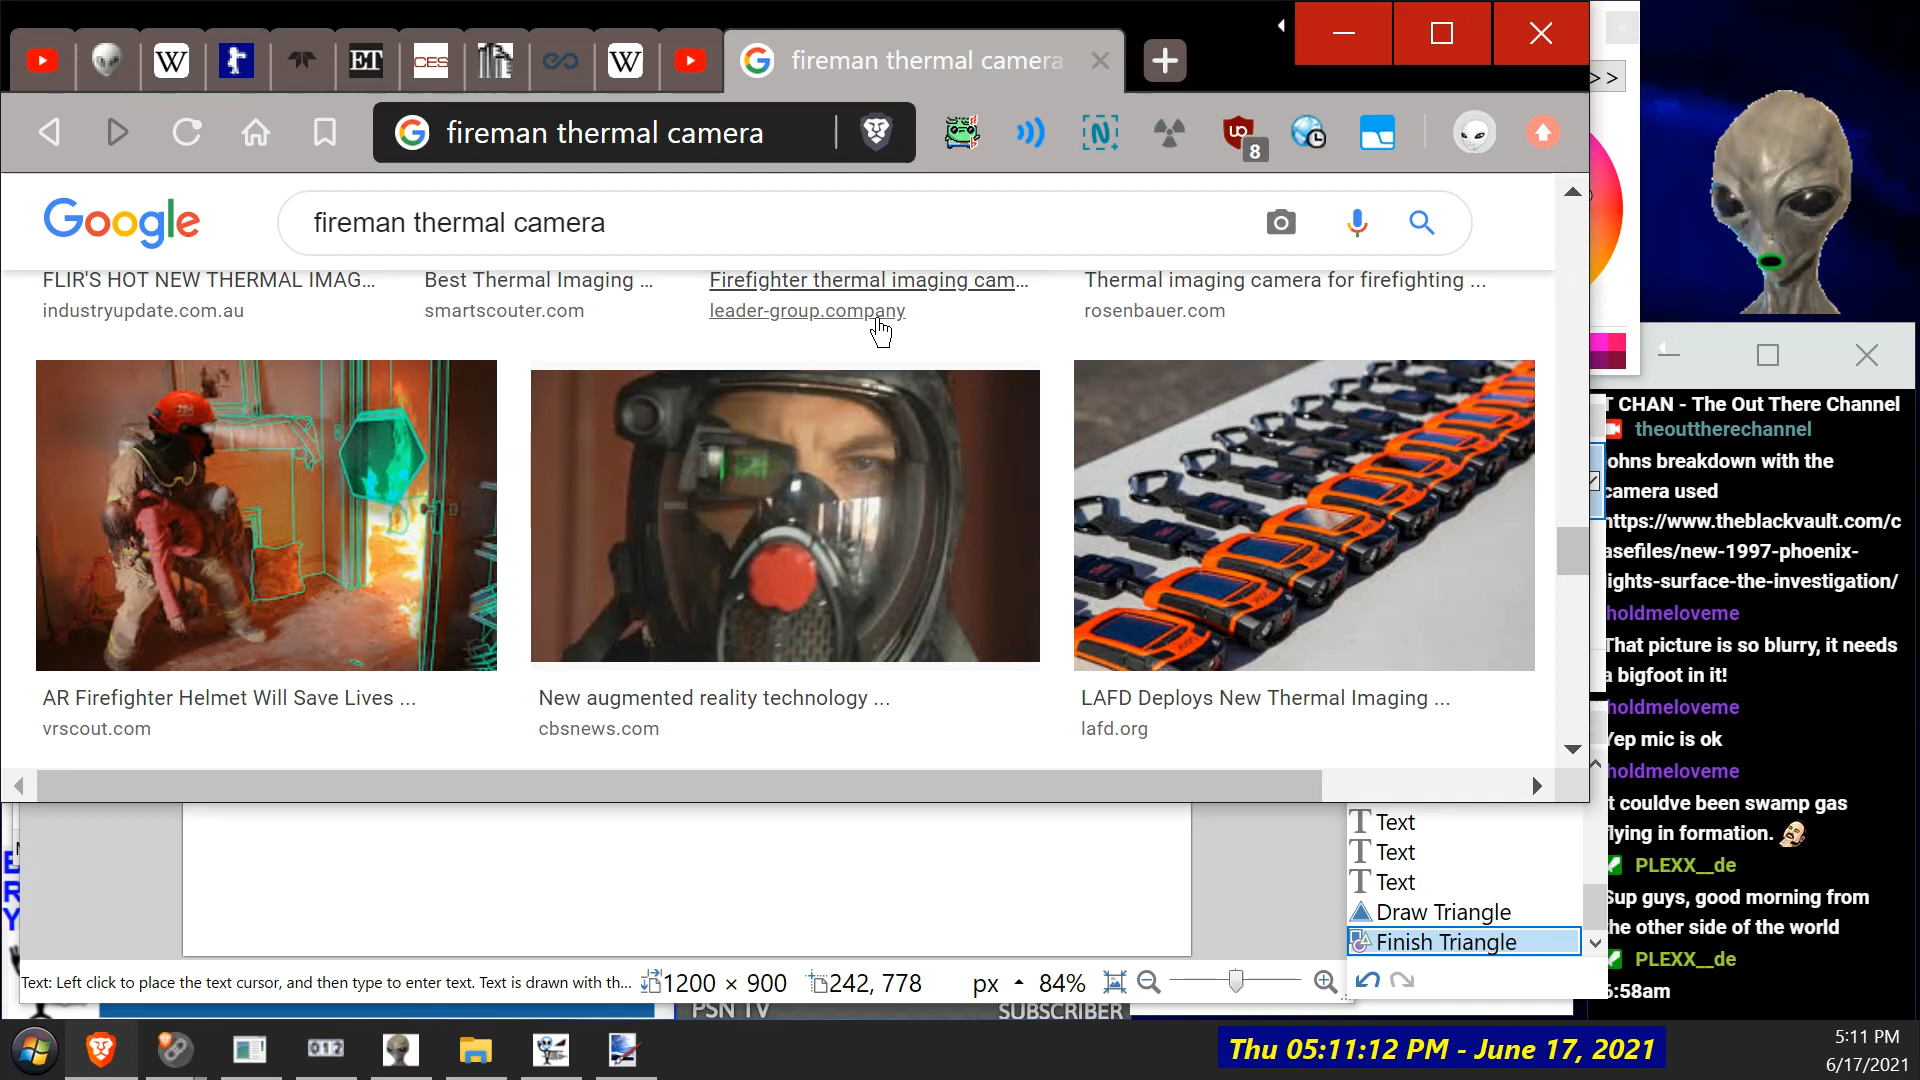 fireman thermal camera
fireman thermal camera
8
>>
Google
fireman thermal camera
FLIR'S HOT NEW THERMAL IMAG...
industryupdate.com.au
Best Thermal Imaging ...
smartscouter.com
Firefighter thermal imaging cam...
leader-group.company
Thermal imaging camera for firefighting ...
rosenbauer.com
AR Firefighter Helmet Will Save Lives ...
vrscout.com
New augmented reality technology ...
cbsnews.com
LAFD Deploys New Thermal Imaging ...
lafd.org
T CHAN - The Out There Channel
theouttherechannel
ohns breakdown with the
camera used
https://www.theblackvault.com/c
asefiles/new-1997-phoenix-
ights-surface-the-investigation/
holdmeloveme
That picture is so blurry, it needs
a bigfoot in it!
holdmeloveme
Yep mic is ok
holdmeloveme
t couldve been swamp gas
flying in formation.
PLEXX__de
Sup guys, good morning from
the other side of the world
PLEXX__de
6:58am
Text
Text
Text
Draw Triangle
Finish Triangle
Text: Left click to place the text cursor, and then type to enter text. Text is drawn with th...
1200 × 900
242, 778
px
84%
PSN TV
SUBSCRIBER
012
Thu 05:11:12 PM - June 17, 2021
5:11 PM
6/17/2021